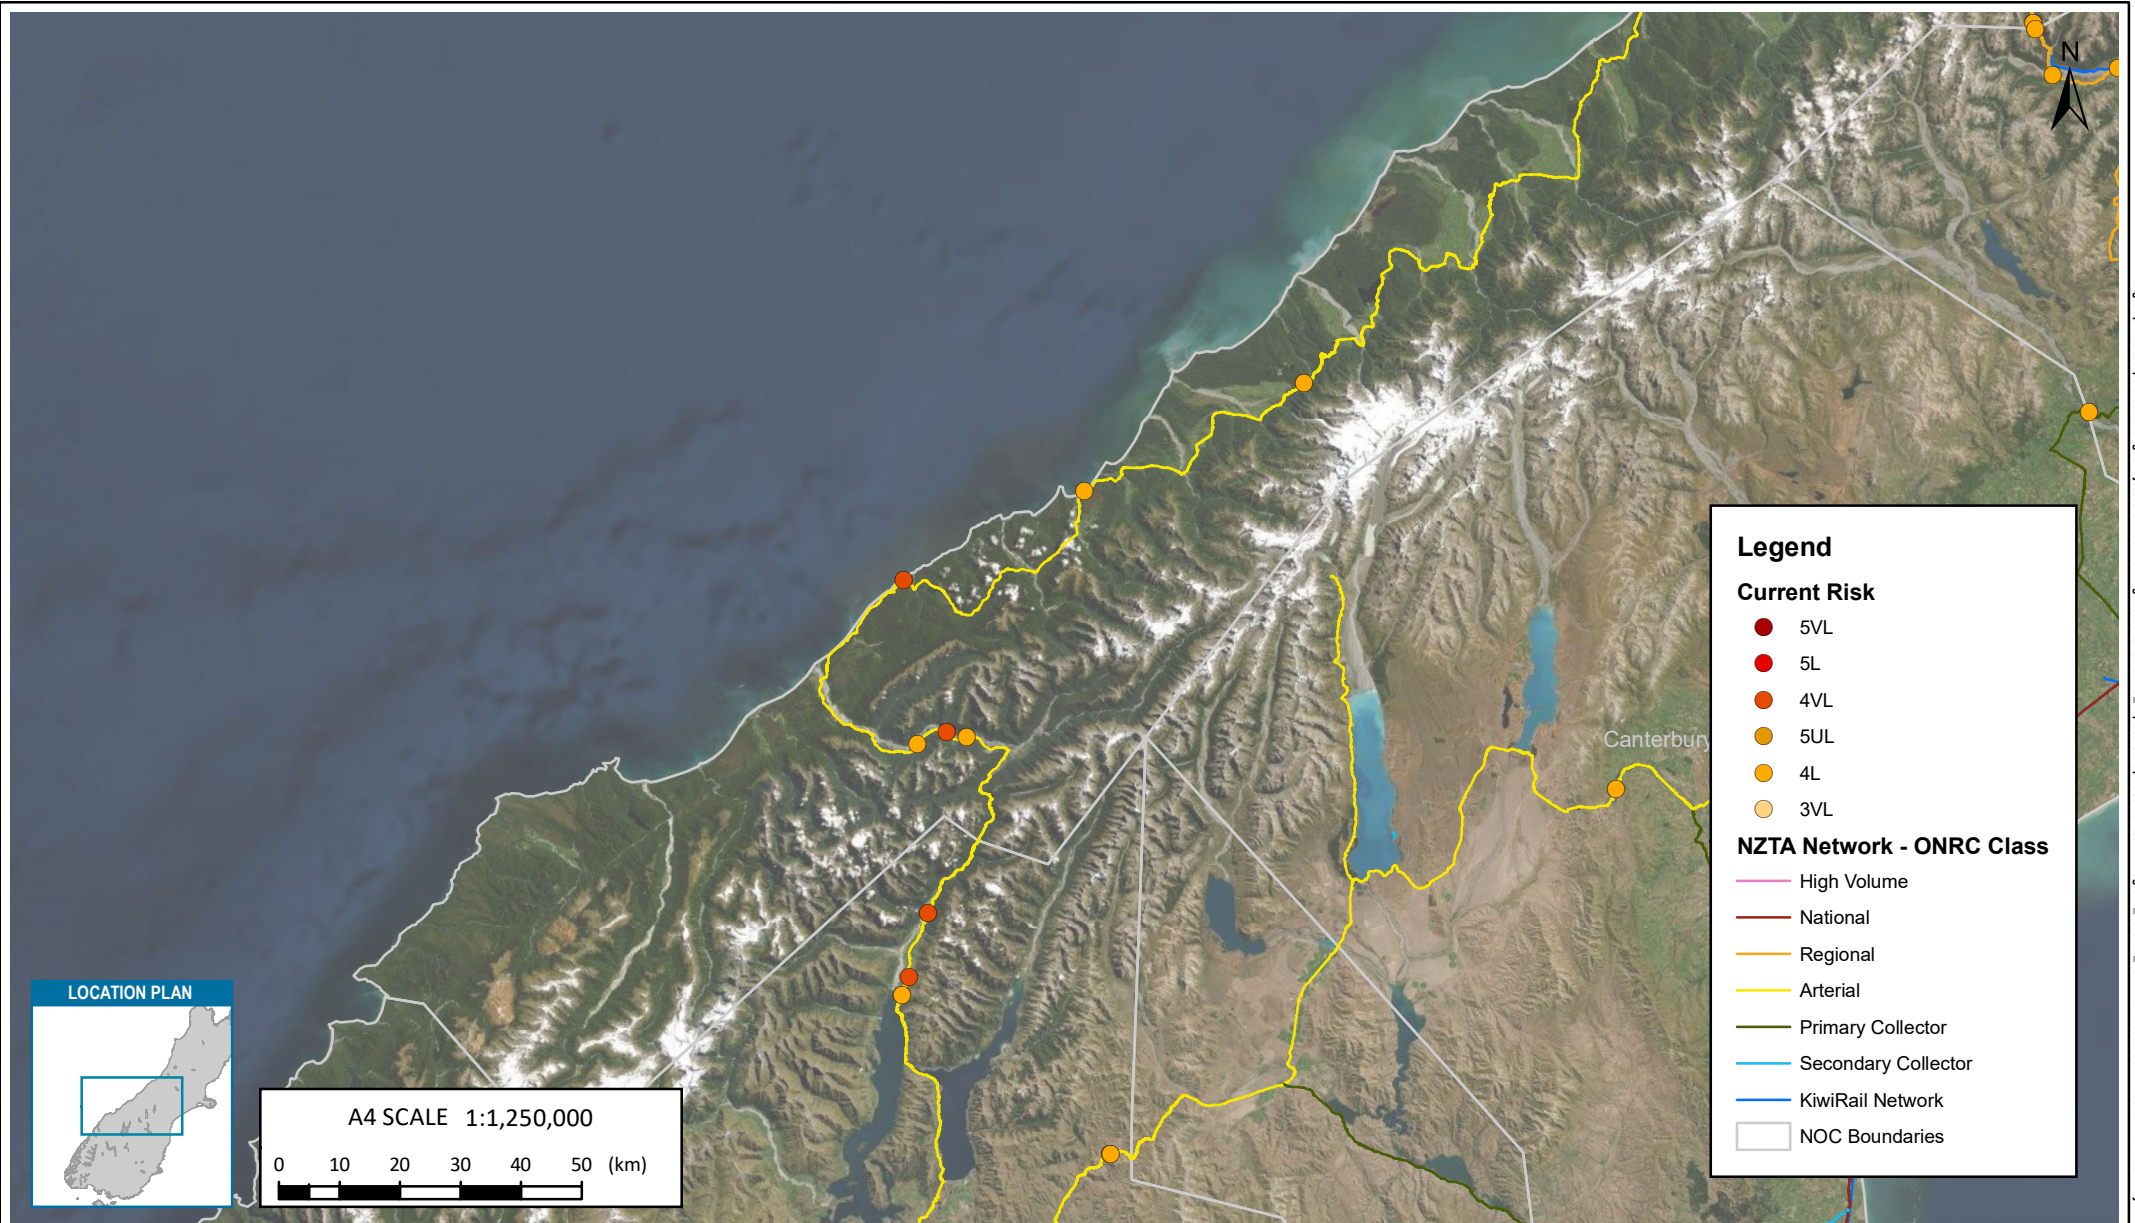 N
Canterbury
Legend
Current Risk
5VL
5L
4VL
5UL
4L
3VL
NZTA Network - ONRC Class
High Volume
National
Regional
Arterial
Primary Collector
Secondary Collector
KiwiRail Network
NOC Boundaries
LOCATION PLAN
A4 SCALE 1:1,250,000
0 10 20 30 40 50 (km)